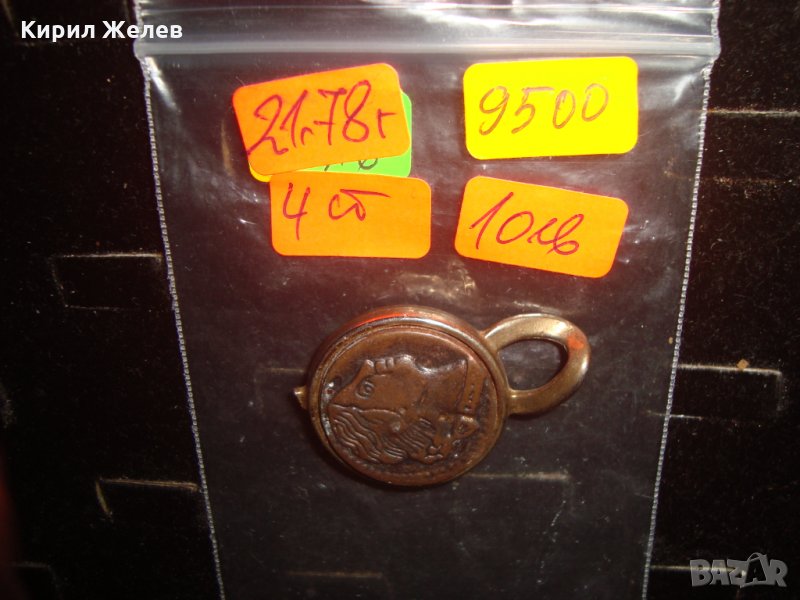 Кирил Желев
21,78г
9500
4 ст
10лв
BAZAR